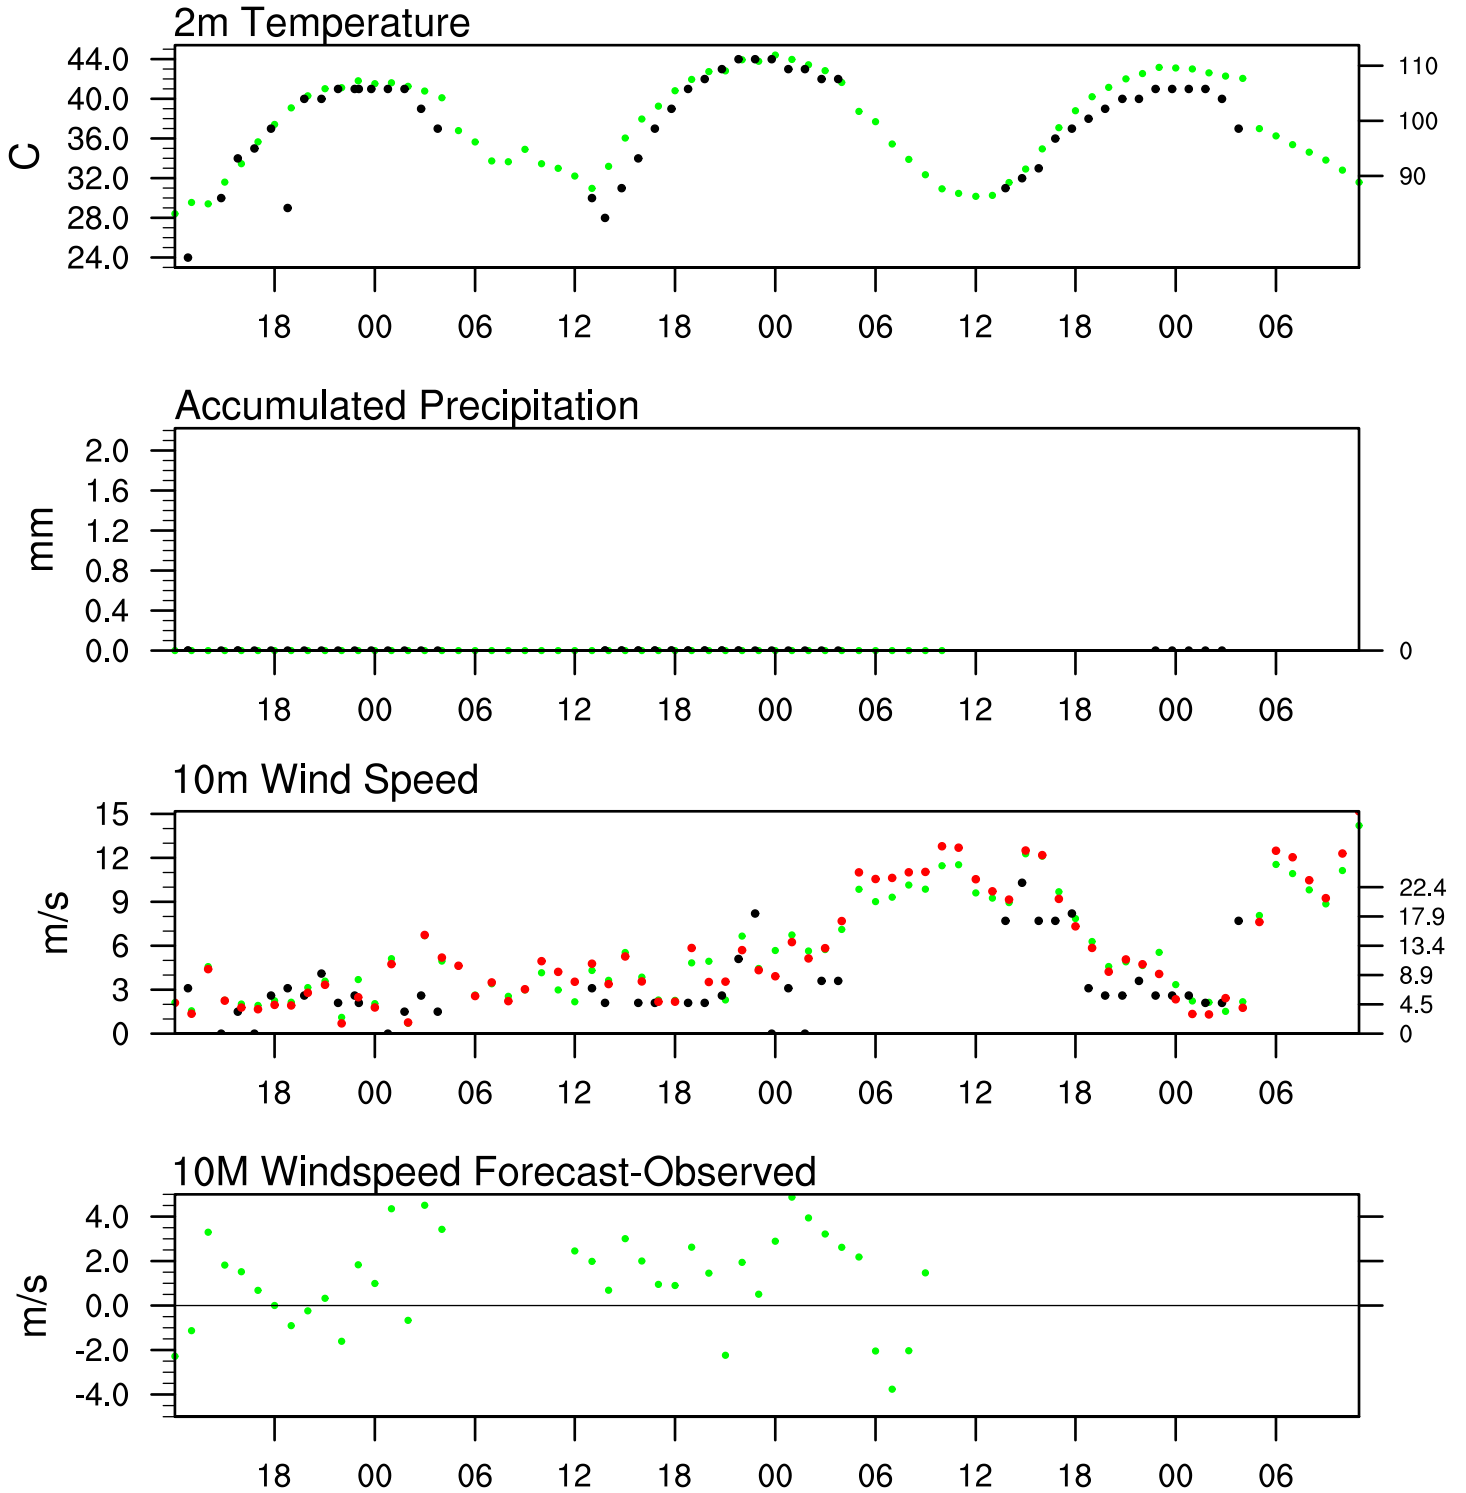 2m Temperature
44.0
40.0
36.0
32.0
28.0
24.0
C
110
100
90
18 00 06 12 18 00 06 12 18 00 06
Accumulated Precipitation
2.0
1.6
1.2
0.8
0.4
0.0
mm
0
18 00 06 12 18 00 06 12 18 00 06
10m Wind Speed
15
12
9
6
3
0
m/s
22.4
17.9
13.4
8.9
4.5
0
18 00 06 12 18 00 06 12 18 00 06
10M Windspeed Forecast-Observed
4.0
2.0
0.0
-2.0
-4.0
m/s
18 00 06 12 18 00 06 12 18 00 06